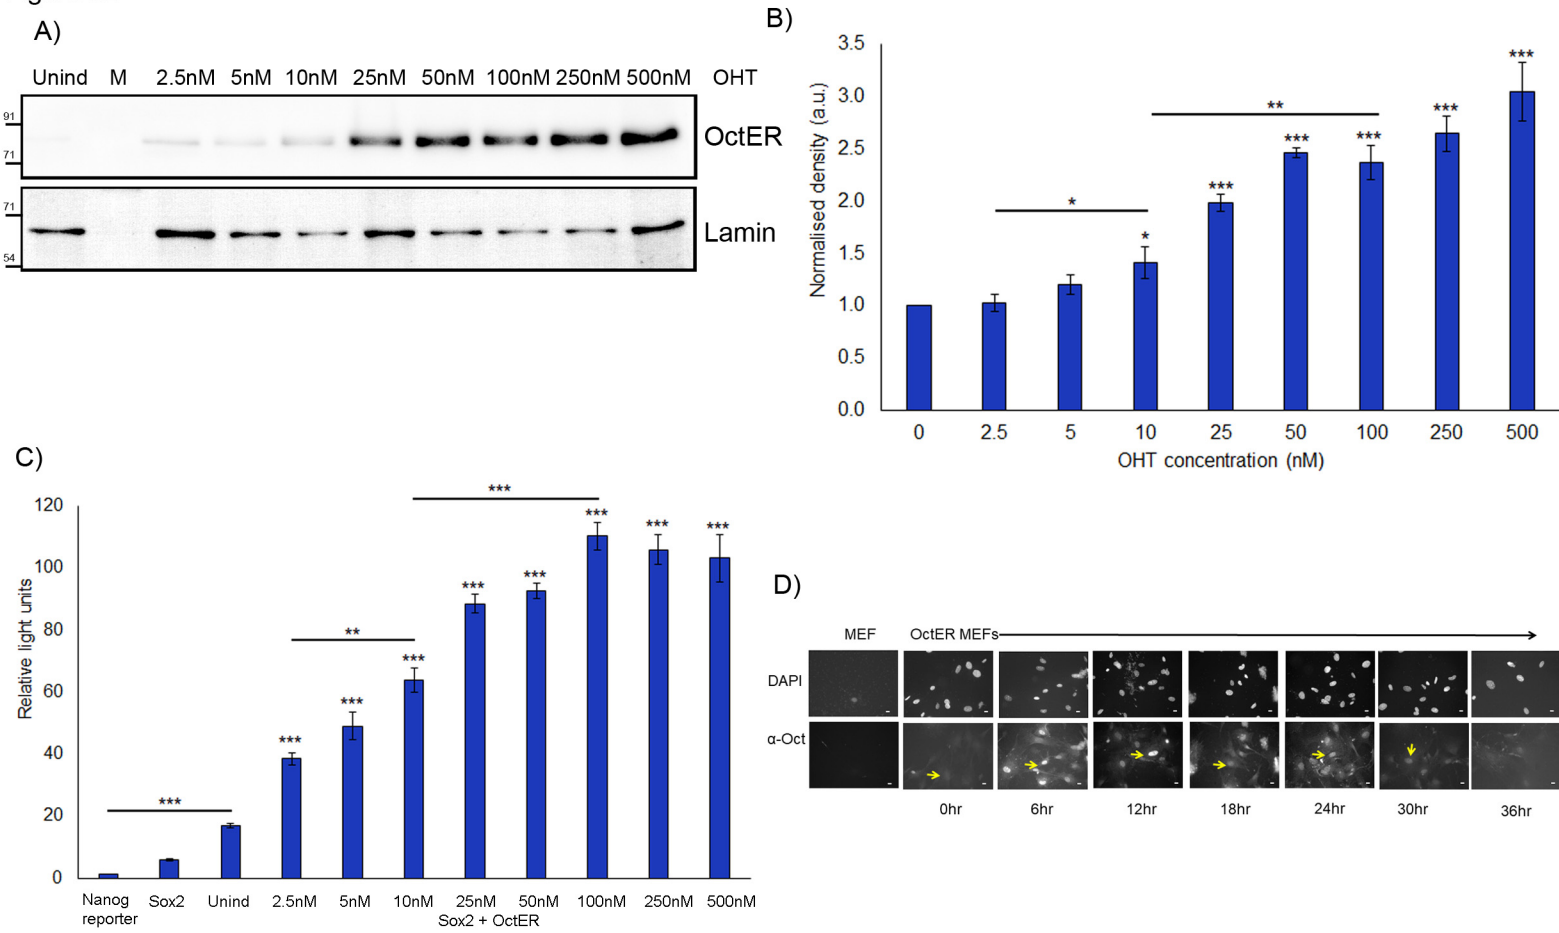 A)
Unind M 2.5nM 5nM 10nM 25nM 50nM 100nM 250nM 500nM OHT
91
71
OctER
71
54
Lamin
B)
Normalised density (a.u.)
3.5
3.0
2.5
2.0
1.5
1.0
0.5
0.0
***
**
*** *** ***
***
*
*
0 2.5 5 10 25 50 100 250 500
OHT concentration (nM)
C)
Relative light units
120
100
80
60
40
20
0
***
*** *** ***
*** ***
**
***
***
***
***
Nanog reporter Sox2 Unind 2.5nM 5nM 10nM 25nM 50nM 100nM 250nM 500nM
Sox2 + OctER
D)
MEF OctER MEFs
DAPI
α-Oct
0hr 6hr 12hr 18hr 24hr 30hr 36hr